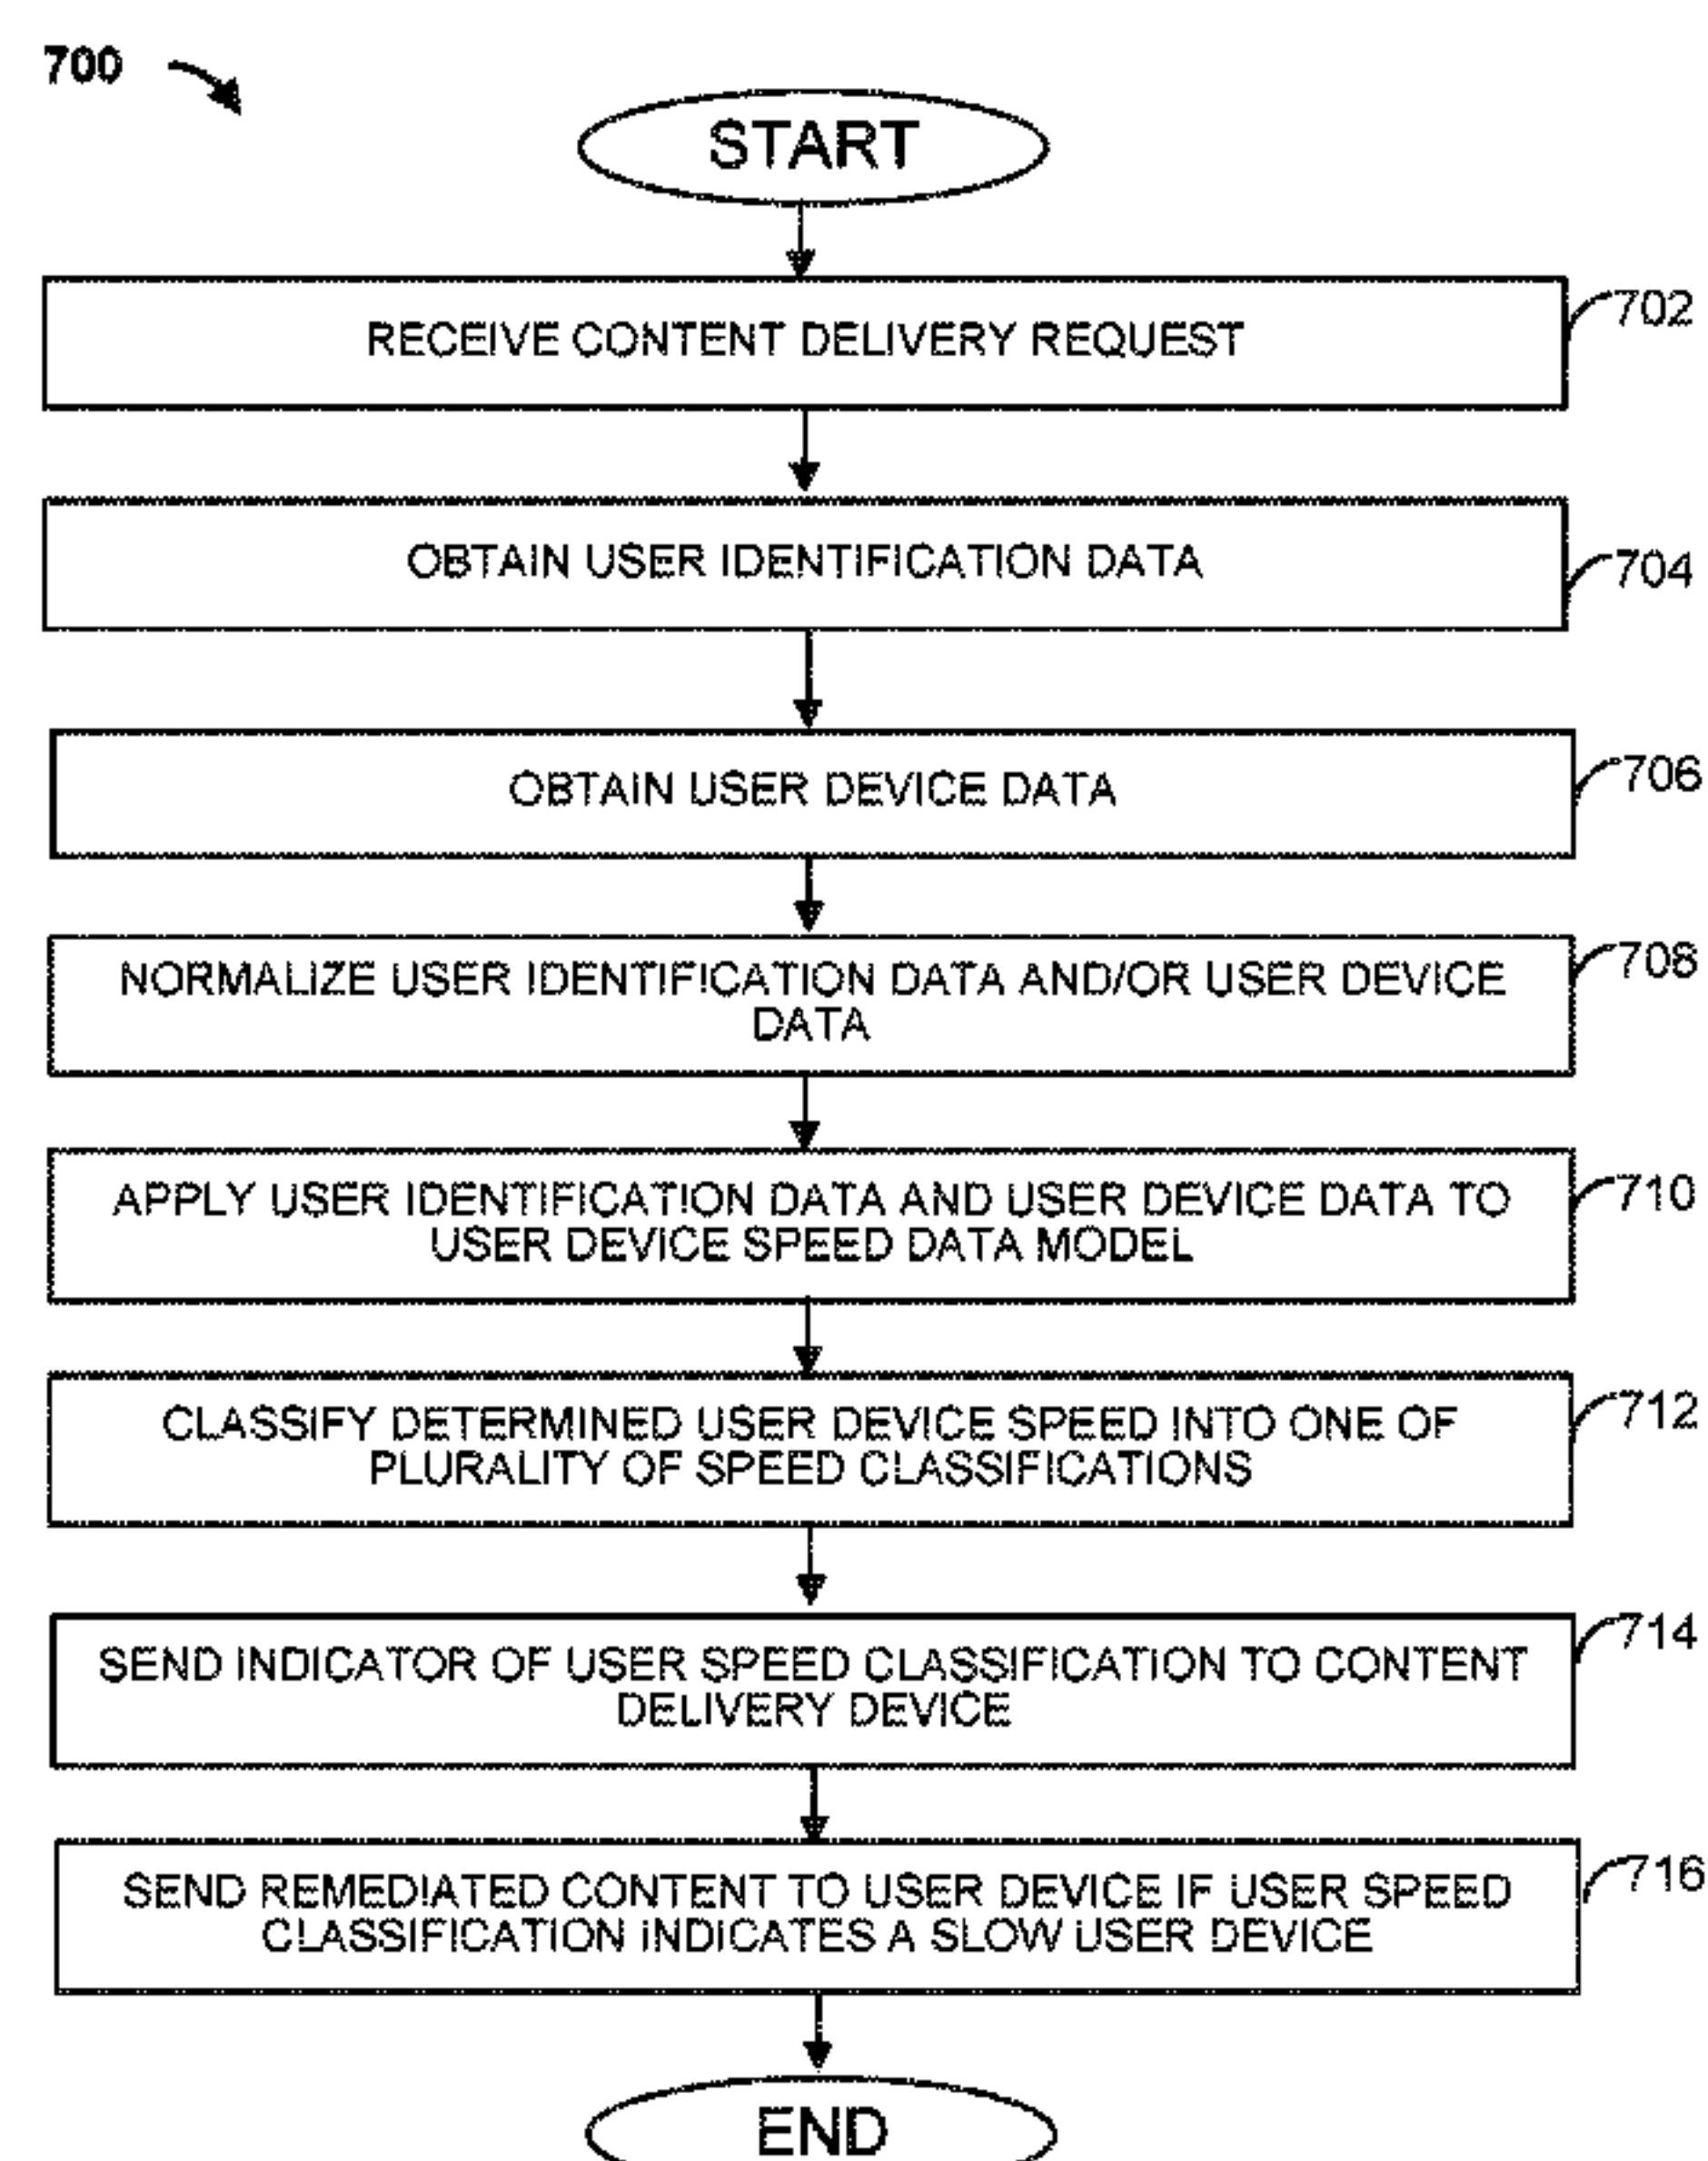 700
START
RECEIVE CONTENT DELIVERY REQUEST
702
OBTAIN USER IDENTIFICATION DATA
704
OBTAIN USER DEVICE DATA
706
NORMALIZE USER IDENTIFICATION DATA AND/OR USER DEVICE
DATA
708
APPLY USER IDENTIFICATION DATA AND USER DEVICE DATA TO
USER DEVICE SPEED DATA MODEL
710
CLASSIFY DETERMINED USER DEVICE SPEED INTO ONE OF
PLURALITY OF SPEED CLASSIFICATIONS
712
SEND INDICATOR OF USER SPEED CLASSIFICATION TO CONTENT
DELIVERY DEVICE
714
SEND REMEDIATED CONTENT TO USER DEVICE IF USER SPEED
CLASSIFICATION INDICATES A SLOW USER DEVICE
716
END